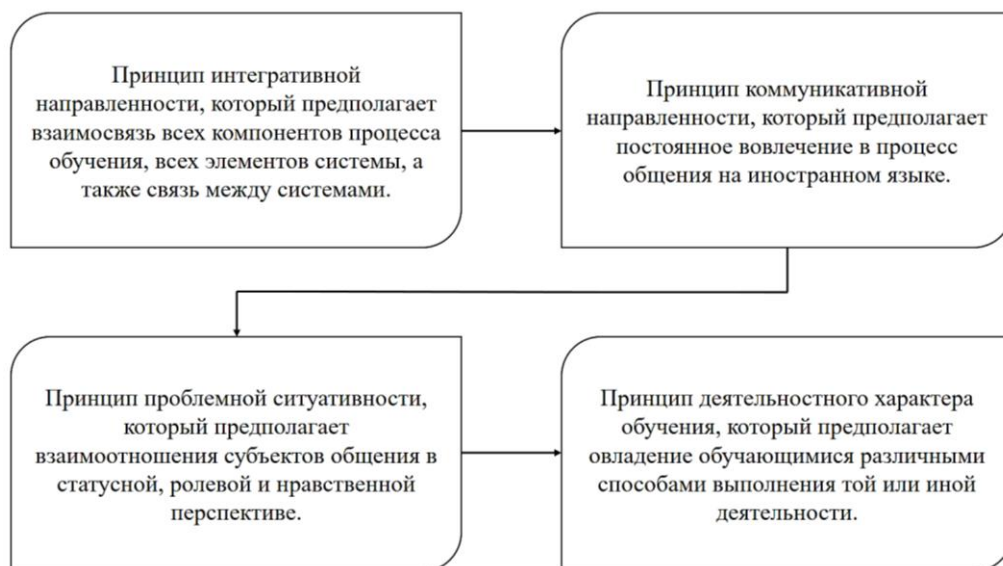 Принцип интегративной
направленности, который предполагает
взаимосвязь всех компонентов процесса
обучения, всех элементов системы, а
также связь между системами.
Принцип коммуникативной
направленности, который предполагает
постоянное вовлечение в процесс
общения на иностранном языке.
Принцип проблемной ситуативности,
который предполагает
взаимоотношения субъектов общения в
статусной, ролевой и нравственной
перспективе.
Принцип деятельностного характера
обучения, который предполагает
овладение обучающимися различными
способами выполнения той или иной
деятельности.